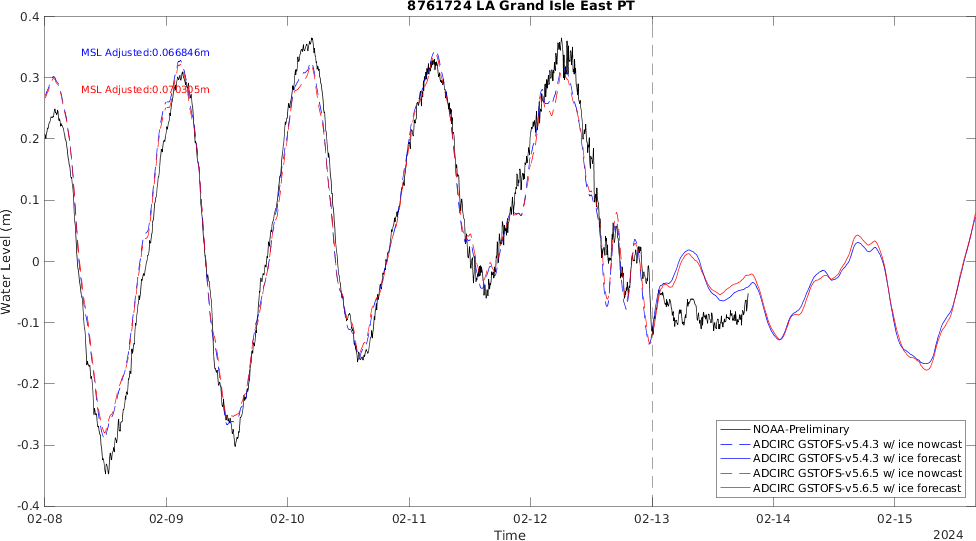 8761724 LA Grand Isle East PT
MSL Adjusted:0.066846m
MSL Adjusted:0.070305m
Water Level (m)
0.4
0.3
0.2
0.1
0
-0.1
-0.2
-0.3
-0.4
NOAA-Preliminary
ADCIRC GSTOFS-v5.4.3 w/ ice nowcast
ADCIRC GSTOFS-v5.4.3 w/ ice forecast
ADCIRC GSTOFS-v5.6.5 w/ ice nowcast
ADCIRC GSTOFS-v5.6.5 w/ ice forecast
02-08 02-09 02-10 02-11 02-12 02-13 02-14 02-15
Time
2024